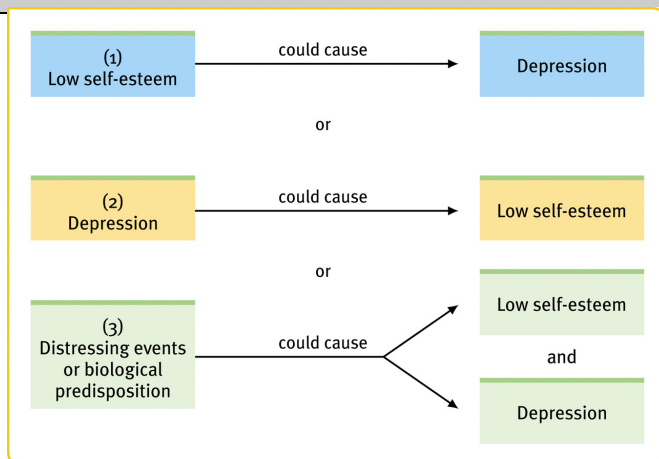 (1)
Low self-esteem
could cause
Depression
or
(2)
Depression
could cause
Low self-esteem
or
(3)
Distressing events
or biological
predisposition
could cause
Low self-esteem
and
Depression